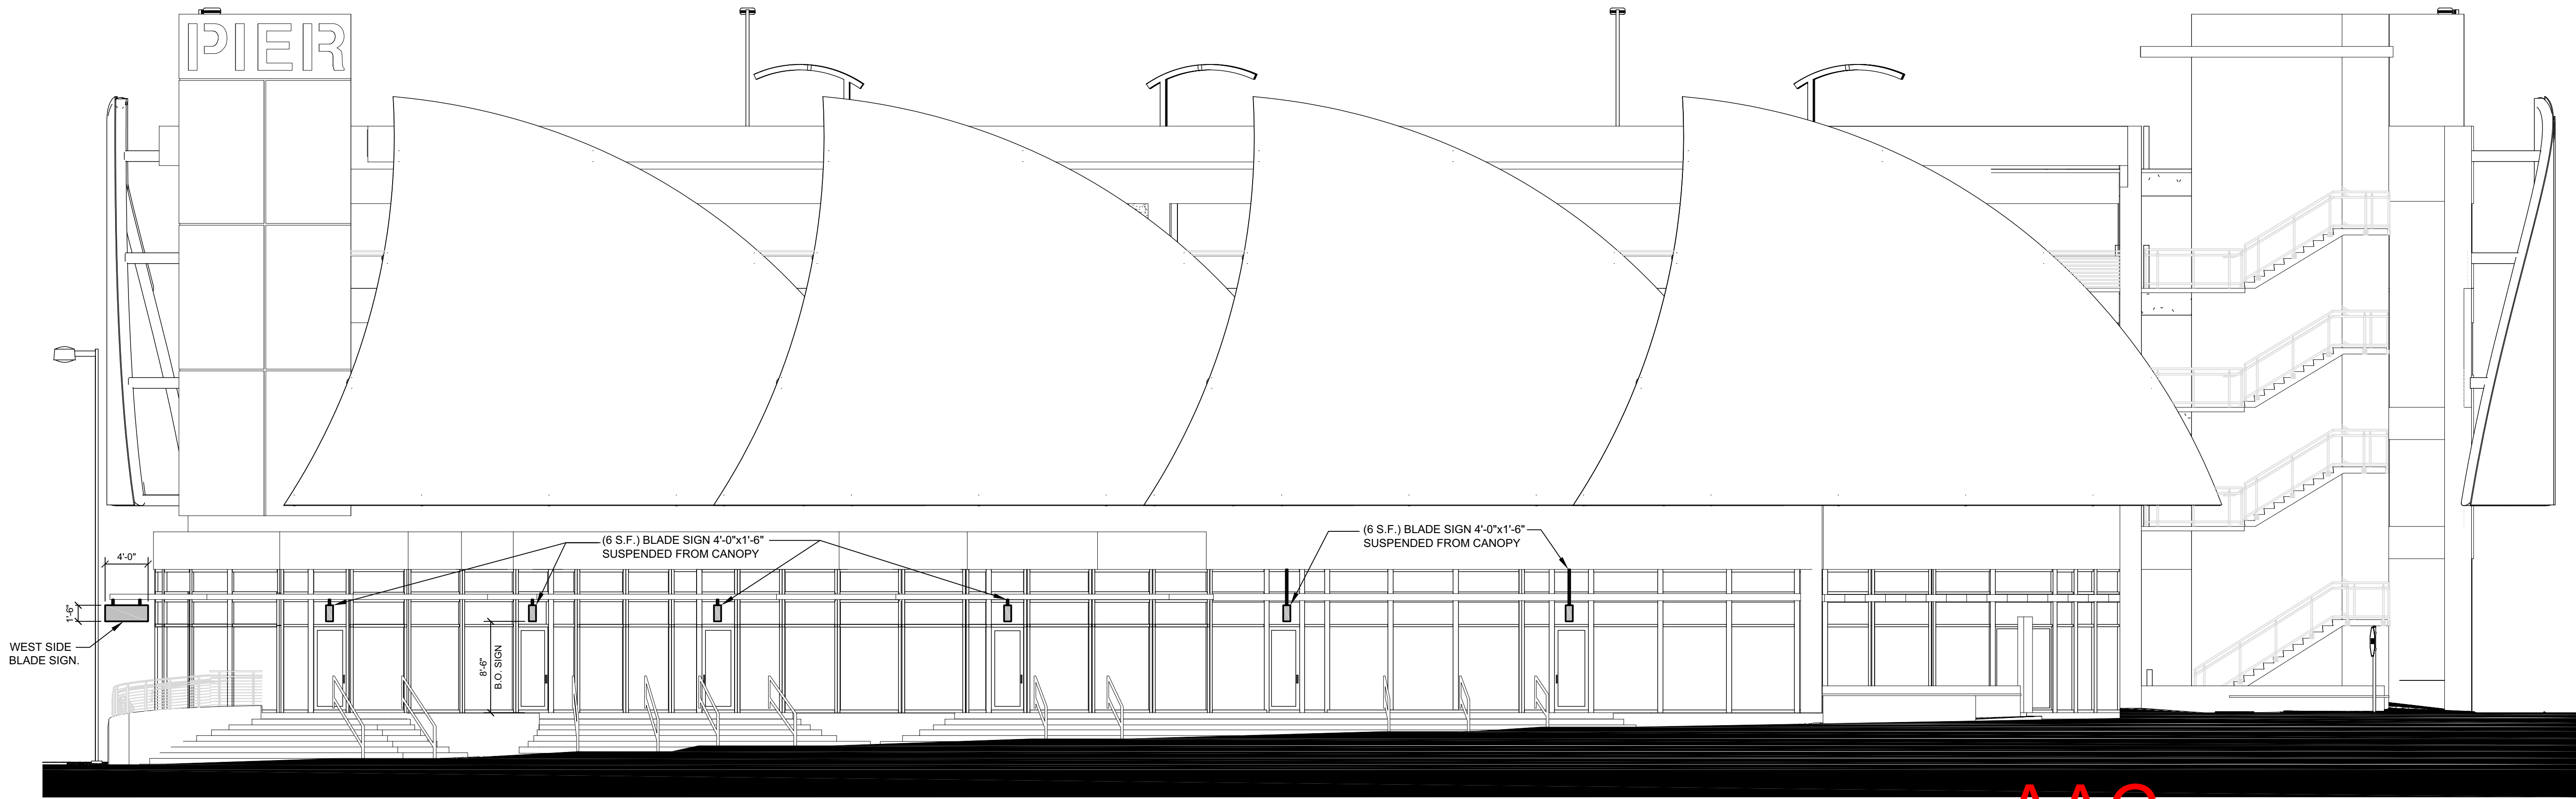 PIER
(6 S.F.) BLADE SIGN 4'-0"x1'-6"
SUSPENDED FROM CANOPY
(6 S.F.) BLADE SIGN 4'-0"x1'-6"
SUSPENDED FROM CANOPY
4'-0"
1'-6"
WEST SIDE
BLADE SIGN.
8'-6"
B.O. SIGN